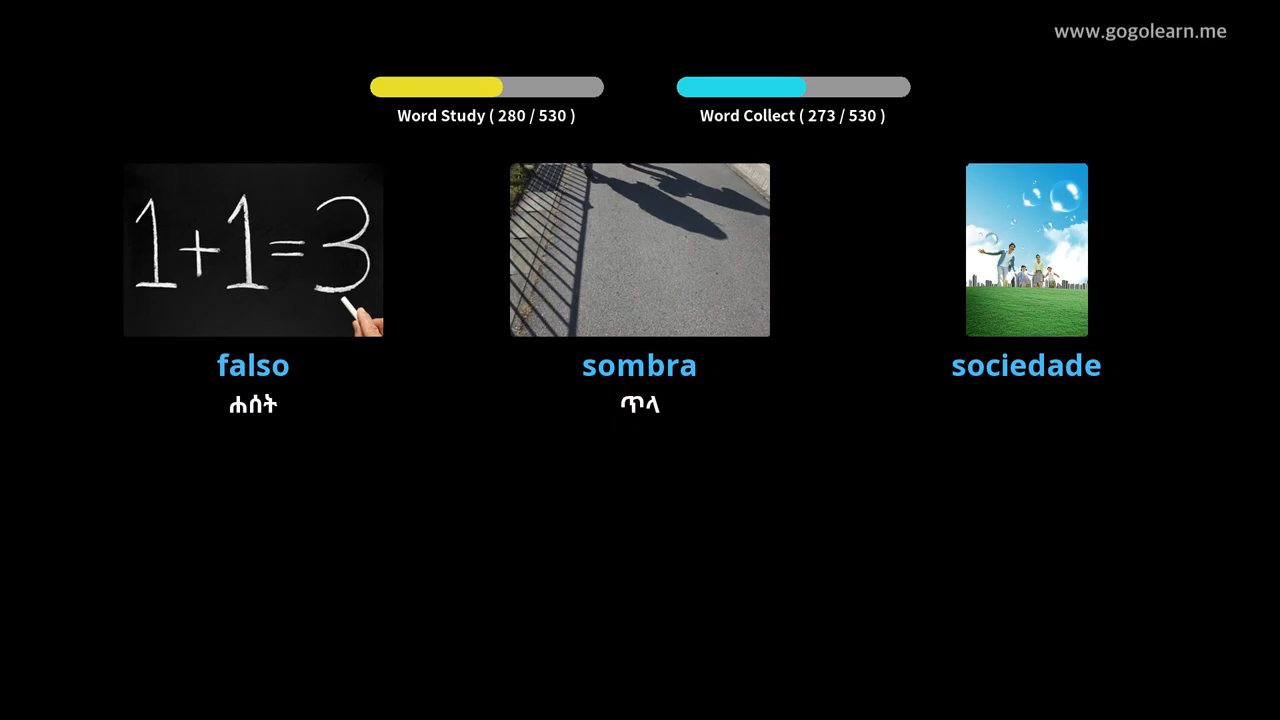 www.gogolearn.me
Word Study ( 280 / 530 )
Word Collect ( 273 / 530 )
1+1=3
falso
sombra
sociedade
ሐሰት
ጥላ